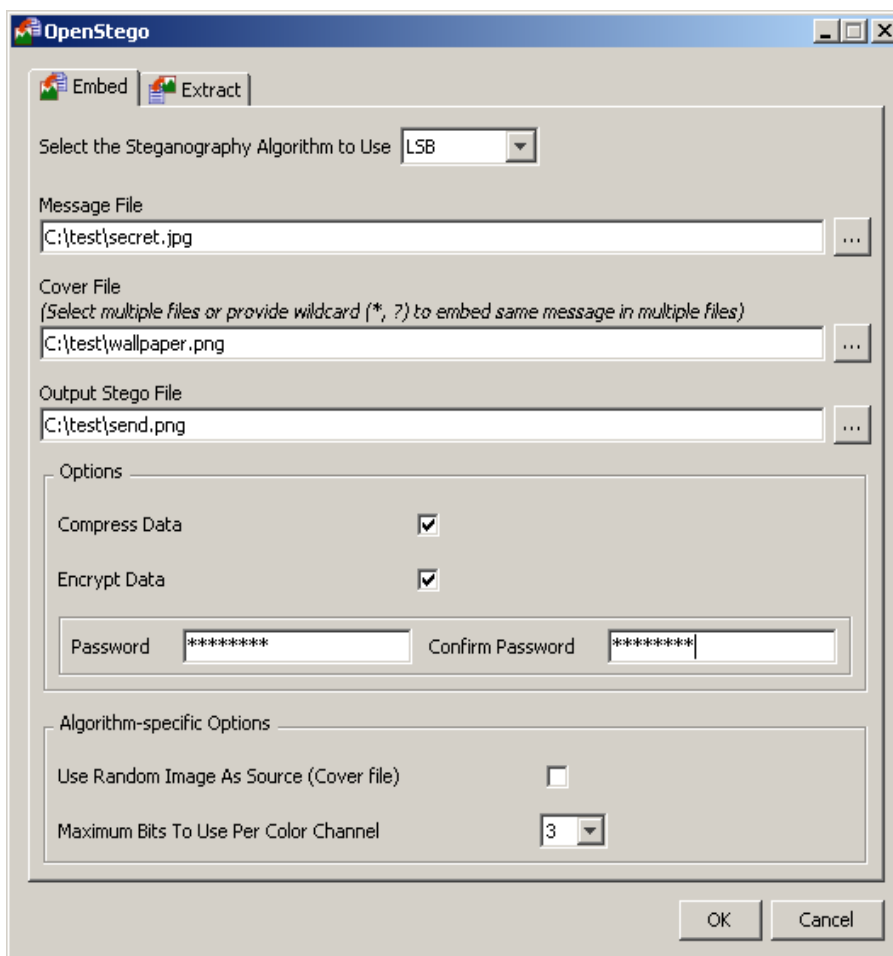 OpenStego
Embed Extract
Select the Steganography Algorithm to Use LSB
Message File
C:\test\secret.jpg ...
Cover File
(Select multiple files or provide wildcard (*, ?) to embed same message in multiple files)
C:\test\wallpaper.png ...
Output Stego File
C:\test\send.png ...
Options
Compress Data
Encrypt Data
Password ******** Confirm Password ********
Algorithm-specific Options
Use Random Image As Source (Cover file)
Maximum Bits To Use Per Color Channel 3
OK Cancel